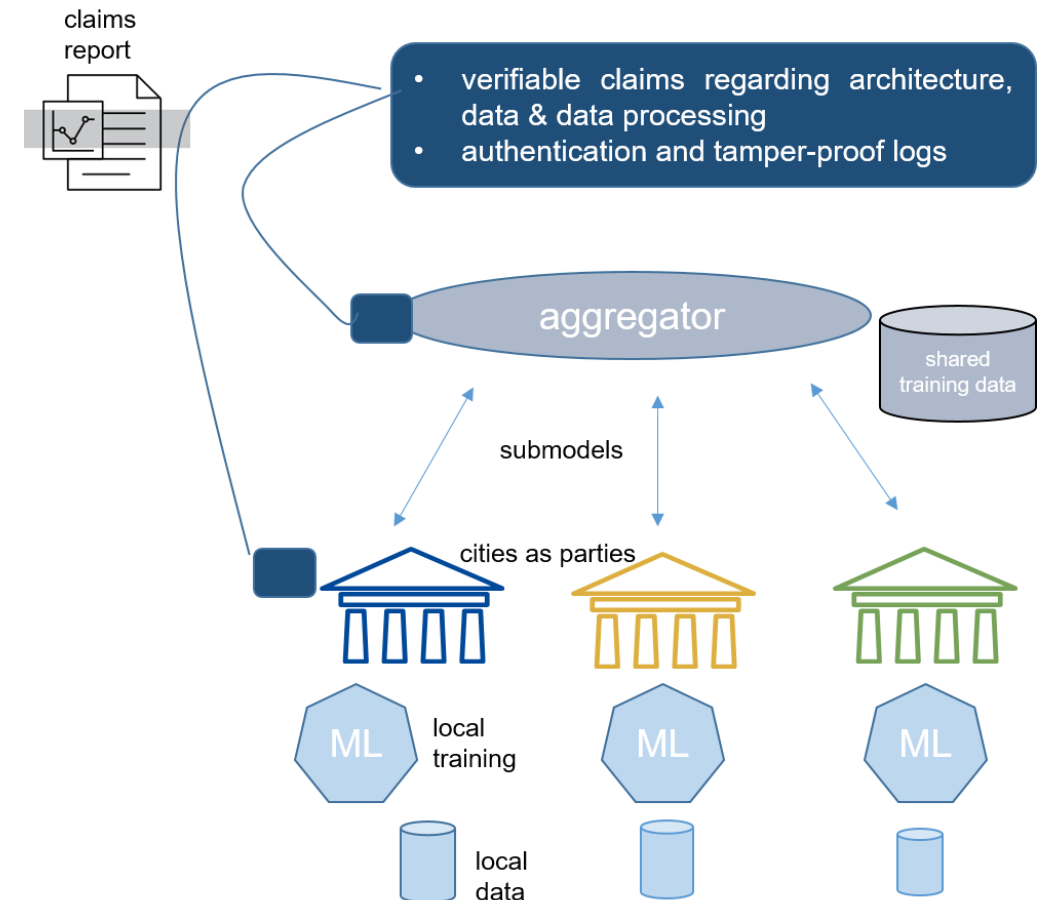 claims
report
• verifiable claims regarding architecture,
data & data processing
• authentication and tamper-proof logs
aggregator
shared
training data
submodels
cities as parties
ML
local
training
ML
ML
local
data